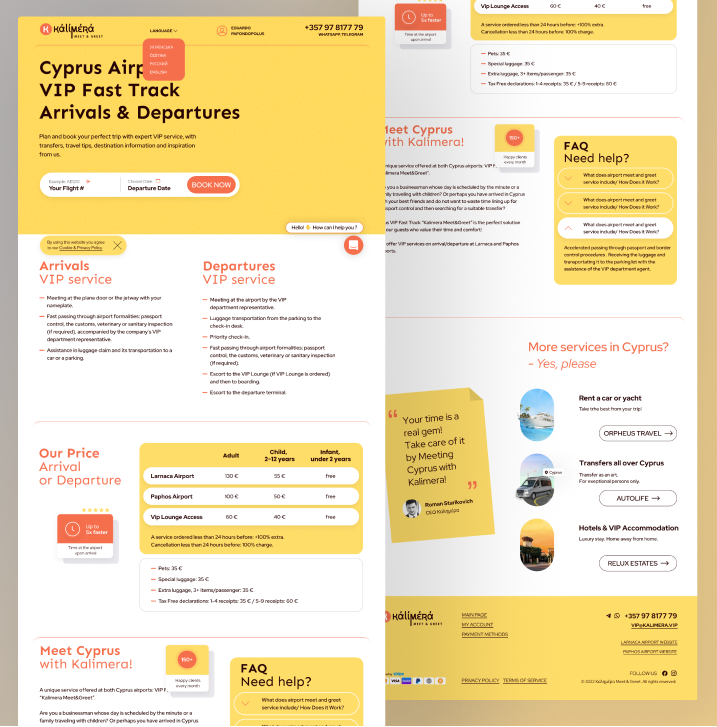 káliméra
MEET & GREET
LANGUAGE
УКРАЇНСЬКА
РУССКИЙ
ENGLISH
EDUARDO
PAFONDOPULOS
+357 97 8177 79
WHATSAPP, TELEGRAM
Cyprus Airp
VIP Fast Track
Arrivals & Departures
Plan and book your perfect trip with expert VIP service, with
transfers, travel tips, destination information and inspiration
from us.
Your Flight #
Choose Date
Departure Date
BOOK NOW
Hello! 👋 How can I help you ?
By using this website you agree
to our Cookie & Privacy Policy.
Arrivals
VIP service
— Meeting at the plane door or the jetway with your
nameplate.
— Fast passing through airport formalities: passport
control, the customs, veterinary or sanitary inspection
(if required), accompanied by the company's VIP
department representative.
— Assistance in luggage claim and its transportation to a
car or a parking.
Departures
VIP service
— Meeting at the airport by the VIP
department representative.
— Luggage transportation from the parking to the
check-in desk.
— Priority check-in.
— Fast passing through airport formalities: passport
control, the customs, veterinary or sanitary inspection
(if required).
— Escort to the VIP Lounge (if VIP Lounge is ordered)
and then to boarding.
— Escort to the departure terminal.
Our Price
Arrival
or Departure
Up to
5x faster
Time at the airport
upon arrival
Adult
Child,
2-12 years
Infant,
under 2 years
Larnaca Airport 130 € 55 € free
Paphos Airport 100 € 50 € free
Vip Lounge Access 60 € 40 € free
A service ordered less than 24 hours before: +100% extra.
Cancellation less than 24 hours before: 100% charge.
— Pets: 35 €
— Special luggage: 35 €
— Extra luggage, 3+ items/passenger: 35 €
— Tax Free declarations: 1-4 receipts: 35 € / 5-9 receipts: 60 €
Meet Cyprus
with Kalimera!
150+
Happy clients
every month
A unique service offered at both Cyprus airports: VIP F
"Kalimera Meet&Greet".
Are you a businessman whose day is scheduled by the minute or a
family traveling with children? Or perhaps you have arrived in Cyprus
FAQ
Need help?
What does airport meet and greet
service include/ How Does it Work?
Up to
5x faster
Time at the airport
upon arrival
Vip Lounge Access 60 € 40 € free
A service ordered less than 24 hours before: +100% extra.
Cancellation less than 24 hours before: 100% charge.
— Pets: 35 €
— Special luggage: 35 €
— Extra luggage, 3+ items/passenger: 35 €
— Tax Free declarations: 1-4 receipts: 35 € / 5-9 receipts: 60 €
Meet Cyprus
with Kalimera!
150+
Happy clients
every month
nique service offered at both Cyprus airports: VIP F
limera Meet&Greet".
you a businessman whose day is scheduled by the minute or a
ily traveling with children? Or perhaps you have arrived in Cyprus
h your best friends and do not want to waste time lining up for
sport control and then searching for a suitable transfer?
us VIP Fast Track "Kalimera Meet&Greet" is the perfect solution
our guests who value their time and comfort!
offer VIP services on arrival/departure at Larnaca and Paphos
orts.
FAQ
Need help?
What does airport meet and greet
service include/ How Does it Work?
What does airport meet and greet
service include/ How Does it Work?
What does airport meet and greet
service include/ How Does it Work?
Accelerated passing through passport and border
control procedures . Receiving the luggage and
transportating it to the parking list with the
assistance of the VIP department agent.
More services in Cyprus?
- Yes, please
"Your time is a
real gem!
Take care of it
by Meeting
Cyprus with
Kalimera!"
Roman Starikovich
CEO Καλημέρα
Rent a car or yacht
Take the best from your trip!
ORPHEUS TRAVEL →
Cyprus
Transfers all over Cyprus
Transfer as an art.
For exceptional persons only.
AUTOLIFE →
Hotels & VIP Accommodation
Luxury stay. Home away from home.
RELUX ESTATES →
káliméra
MEET & GREET
MAIN PAGE
MY ACCOUNT
PAYMENT METHODS
+357 97 8177 79
VIP@KALIMERA.VIP
LARNACA AIRPORT WEBSITE
PAPHOS AIRPORT WEBSITE
VISA
PRIVACY POLICY
TERMS OF SERVICE
FOLLOW US
© 2022 Καλημέρα Meet & Greet. All rights reserved.